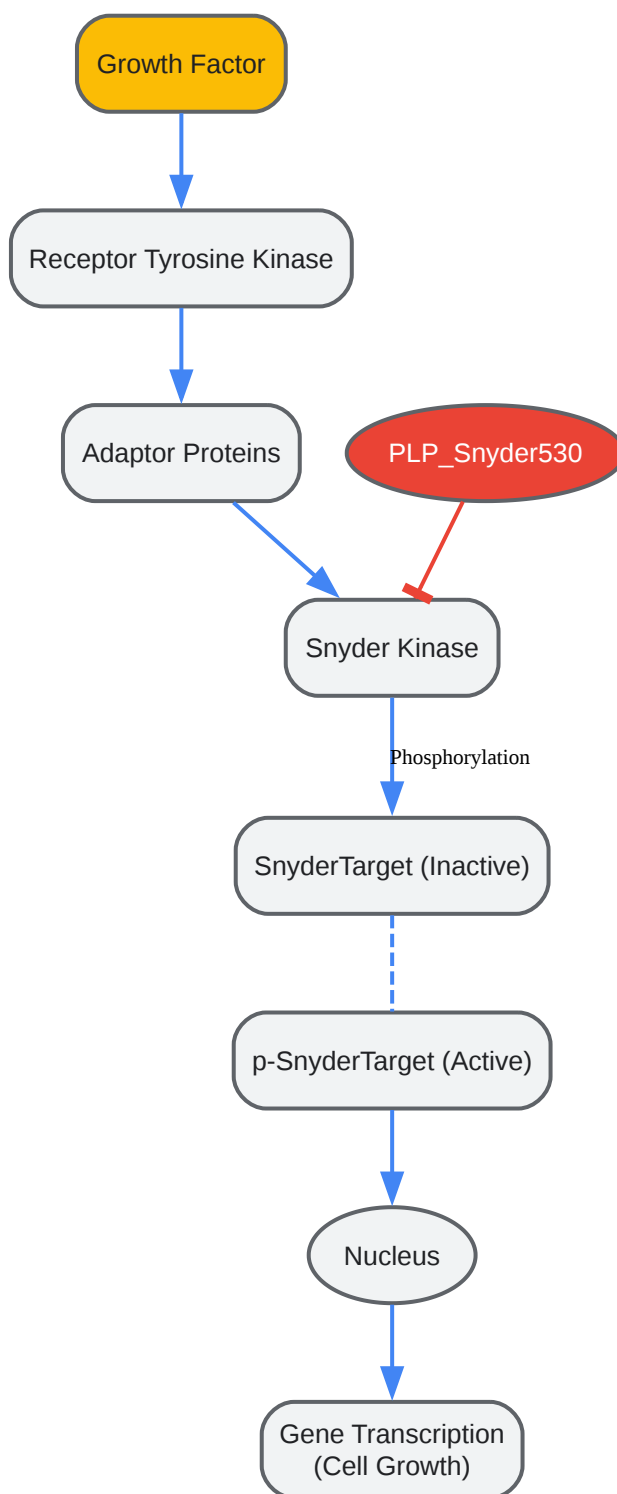 Growth Factor
Receptor Tyrosine Kinase
Adaptor Proteins
PLP_Snyder530
Snyder Kinase
Phosphorylation
SnyderTarget (Inactive)
p-SnyderTarget (Active)
Nucleus
Gene Transcription
(Cell Growth)